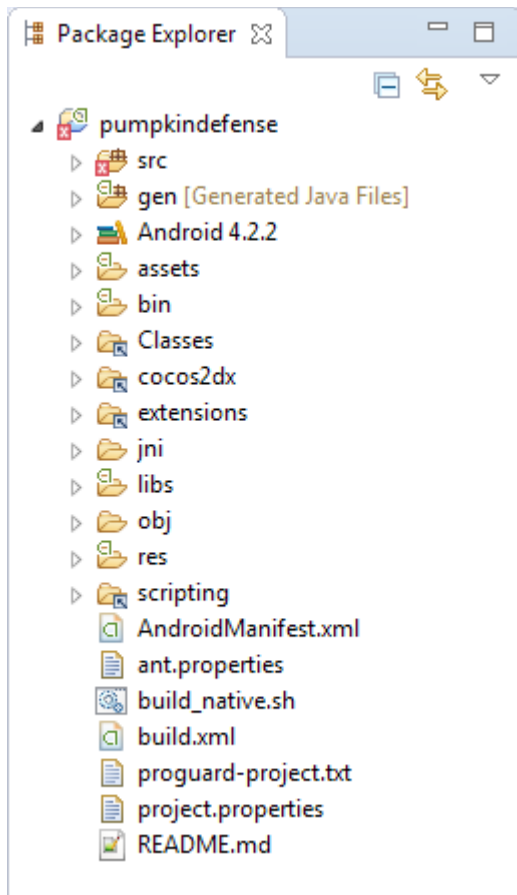 Package Explorer
pumpkindefense
src
gen [Generated Java Files]
Android 4.2.2
assets
bin
Classes
cocos2dx
extensions
jni
libs
obj
res
scripting
AndroidManifest.xml
ant.properties
build_native.sh
build.xml
proguard-project.txt
project.properties
README.md